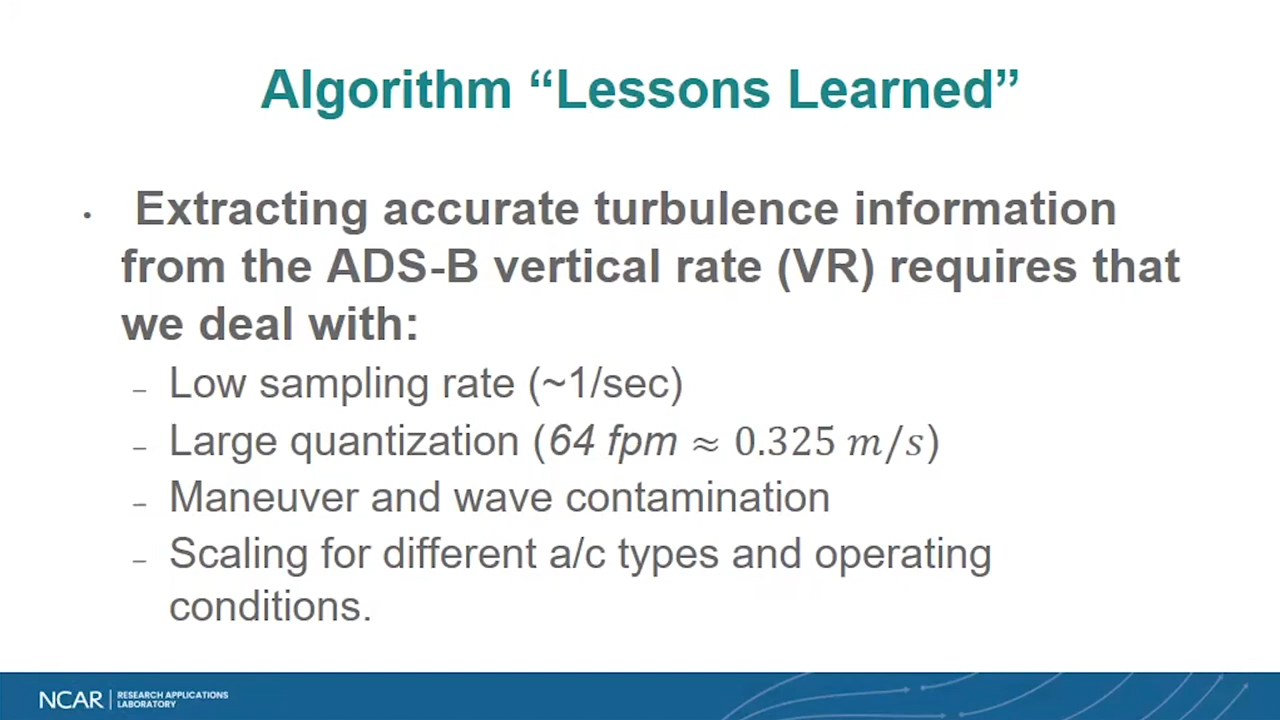 Algorithm “Lessons Learned”
• Extracting accurate turbulence information
from the ADS-B vertical rate (VR) requires that
we deal with:
– Low sampling rate (~1/sec)
– Large quantization (64 fpm ≈ 0.325 m/s)
– Maneuver and wave contamination
– Scaling for different a/c types and operating
conditions.
NCAR | RESEARCH APPLICATIONS
LABORATORY